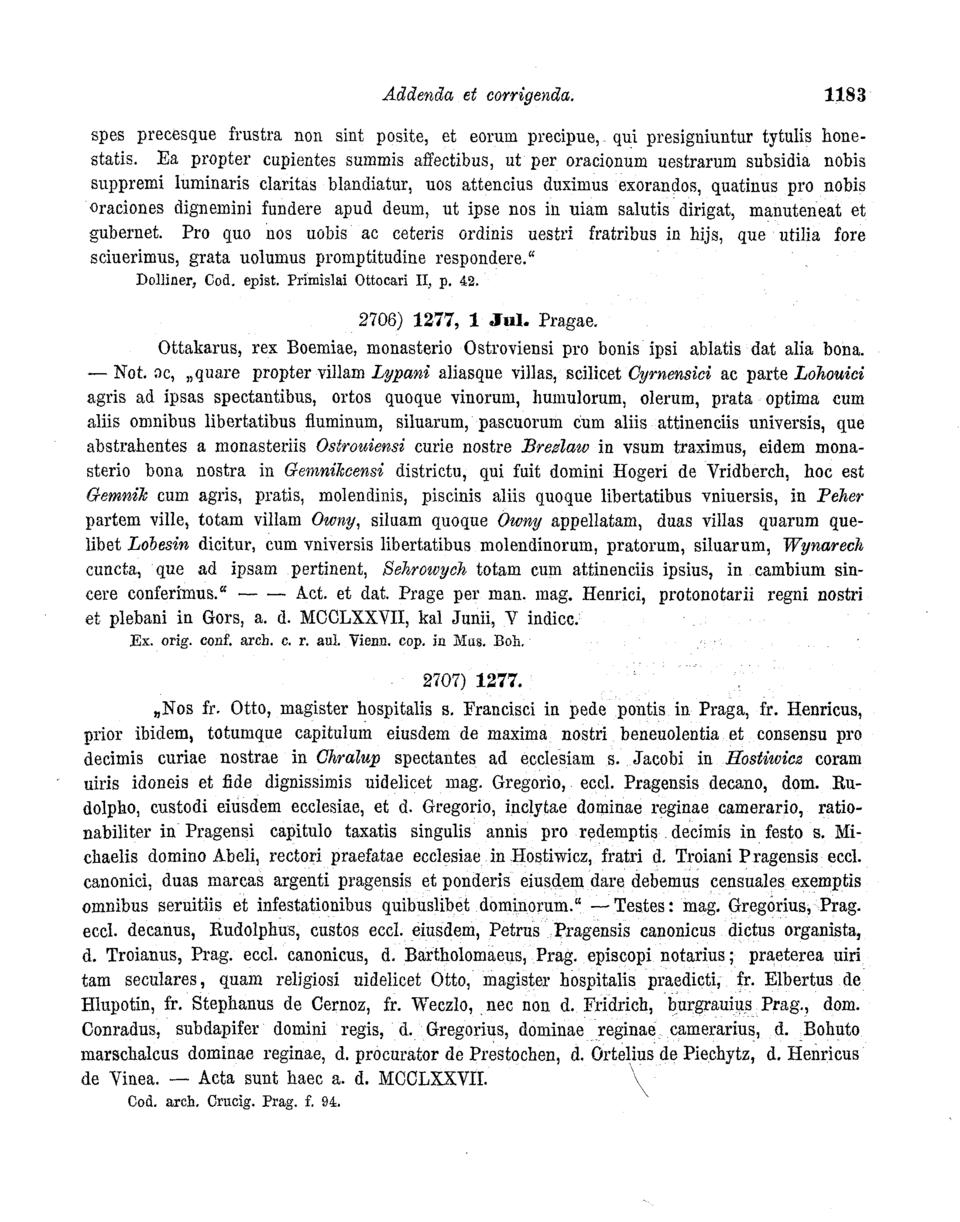 Addenda et corrigenda. 1183
spes precesque frustra non sint posite, et eorum precipue, qui presigniuntur tytulis hone-
statis. Ea propter cupientes summis affectibus, ut per oracionum uestrarum subsidia nobis
suppremi luminaris claritas blandiatur, uos attencius duximus exorandos, quatinus pro nobis
oraciones dignemini fundere apud deum, ut ipse nos in uiam salutis dirigat, manuteneat et
gubernet. Pro quo nos uobis ac ceteris ordinis uestri fratribus in hijs, que utilia fore
sciuerimus, grata uolumus promptitudine respondere.“
Dolliner, Cod. epist. Primislai Ottocari II, p. 42.
2706) 1277, 1 Jul. Pragae.
Ottakarus, rex Boemiae, monasterio Ostroviensi pro bonis ipsi ablatis dat alia bona.
— Not. oc, „quare propter villam Lypani aliasque villas, scilicet Cyrnensici ac parte Lohouici
agris ad ipsas spectantibus, ortos quoque vinorum, humulorum, olerum, prata optima cum
aliis omnibus libertatibus fluminum, siluarum, pascuorum cum aliis attinenciis universis, que
abstrahentes a monasteriis Ostrouiensi curie nostre Brezlaw in vsum traximus, eidem mona-
sterio bona nostra in Gemnikcensi districtu, qui fuit domini Hogeri de Vridberch, hoc est
Gemnik cum agris, pratis, molendinis, piscinis aliis quoque libertatibus vniuersis, in Peher
partem ville, totam villam Owny, siluam quoque Owny appellatam, duas villas quarum que-
libet Lobesin dicitur, cum vniversis libertatibus molendinorum, pratorum, siluarum, Wynarech
cuncta, que ad ipsam pertinent, Sehrowych totam cum attinenciis ipsius, in cambium sin-
cere conferimus.“ — — Act. et dat. Prage per man. mag. Henrici, protonotarii regni nostri
et plebani in Gors, a. d. MCCLXXVII, kal Junii, V indicc.
Ex. orig. conf. arch. c. r. aul. Vienn. cop. in Mus. Boh.
2707) 1277.
„Nos fr. Otto, magister hospitalis s. Francisci in pede pontis in Praga, fr. Henricus,
prior ibidem, totumque capitulum eiusdem de maxima nostri beneuolentia et consensu pro
decimis curiae nostrae in Chralup spectantes ad ecclesiam s. Jacobi in Hostiwicz coram
uiris idoneis et fide dignissimis uidelicet mag. Gregorio, eccl. Pragensis decano, dom. Ru-
dolpho, custodi eiusdem ecclesiae, et d. Gregorio, inclytae dominae reginae camerario, ratio-
nabiliter in Pragensi capitulo taxatis singulis annis pro redemptis decimis in festo s. Mi-
chaelis domino Abeli, rectori praefatae ecclesiae in Hostiwicz, fratri d. Troiani Pragensis eccl.
canonici, duas marcas argenti pragensis et ponderis eiusdem dare debemus censuales exemptis
omnibus seruitiis et infestationibus quibuslibet dominorum.“ — Testes: mag. Gregorius, Prag.
eccl. decanus, Rudolphus, custos eccl. eiusdem, Petrus Pragensis canonicus dictus organista,
d. Troianus, Prag. eccl. canonicus, d. Bartholomaeus, Prag. episcopi notarius; praeterea uiri
tam seculares, quam religiosi uidelicet Otto, magister hospitalis praedicti, fr. Elbertus de
Hlupotin, fr. Stephanus de Cernoz, fr. Weczlo, nec non d. Fridrich, burgrauius Prag., dom.
Conradus, subdapifer domini regis, d. Gregorius, dominae reginae camerarius, d. Bohuto
marschalcus dominae reginae, d. procurator de Prestochen, d. Ortelius de Piechytz, d. Henricus
de Vinea. — Acta sunt haec a. d. MCCLXXVII.
Cod. arch. Crucig. Prag. f. 94.